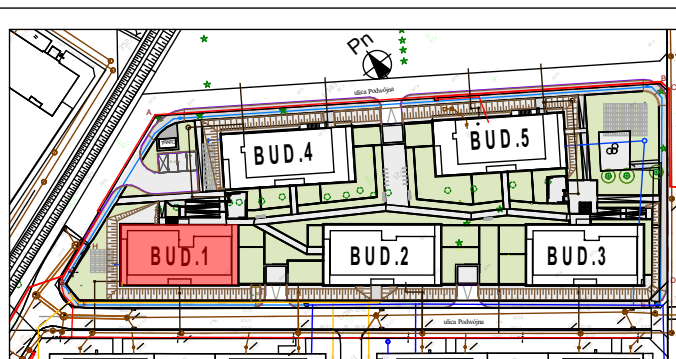 Pn
ulica Podwójna
A
B
BUD.4
BUD.5
H
BUD.1
BUD.2
BUD.3
D
ulica Podwójna